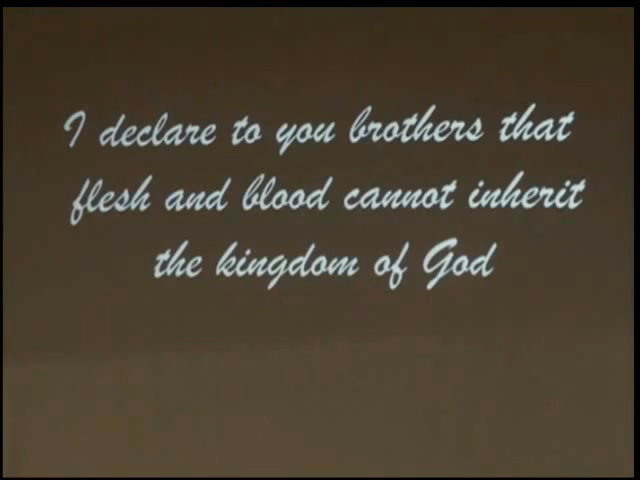 I declare to you brothers that
flesh and blood cannot inherit
the kingdom of God